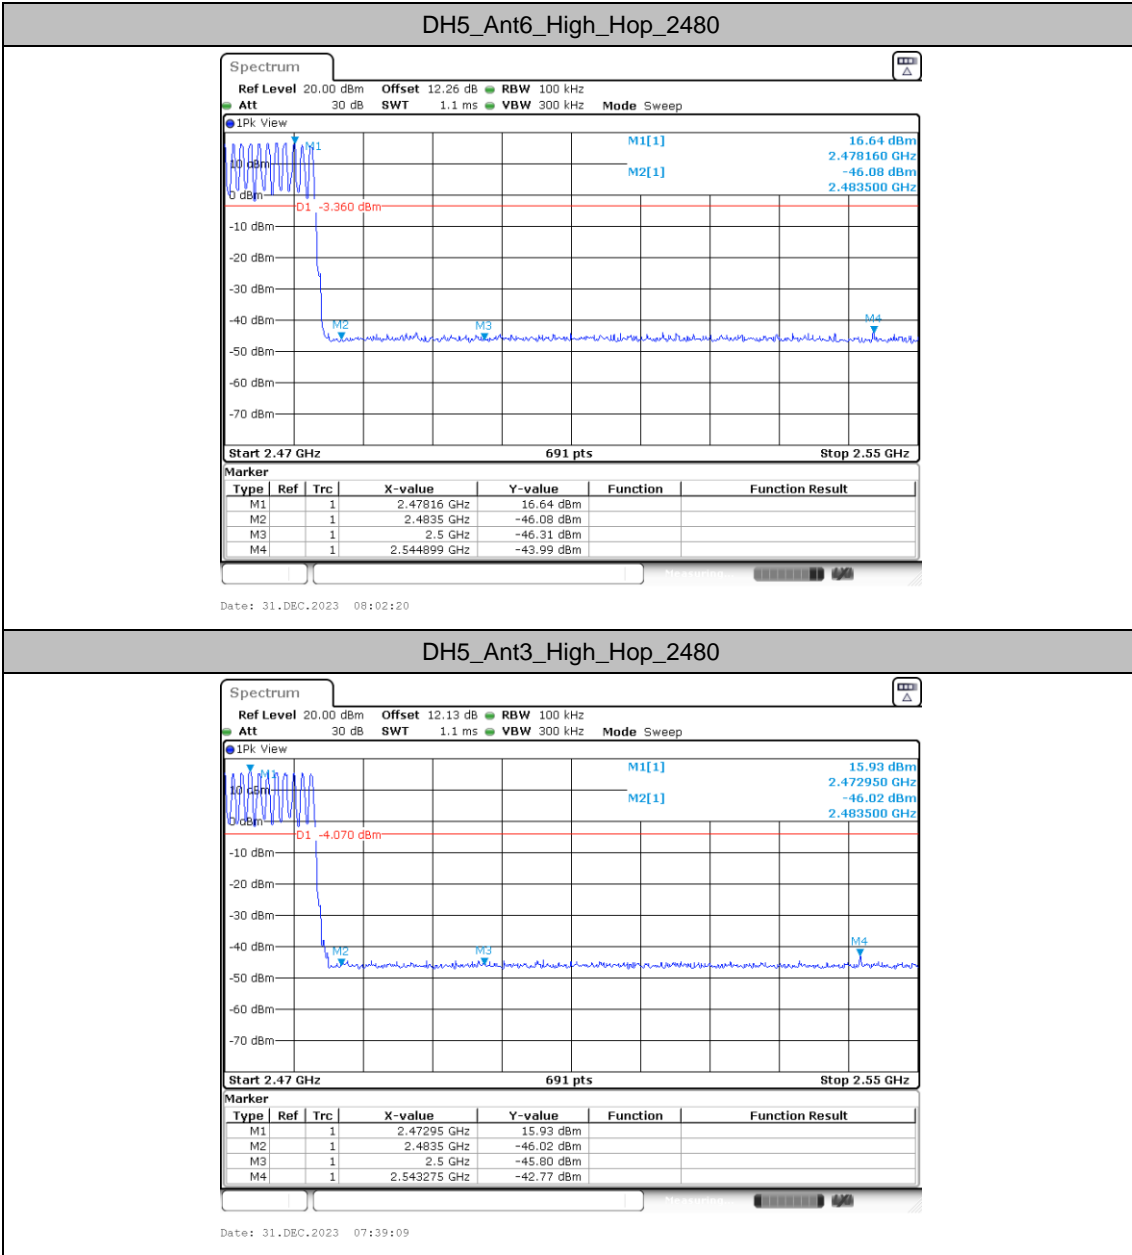 DH5_Ant6_High_Hop_2480
Spectrum
Ref Level 20.00 dBm Offset 12.26 dB RBW 100 kHz
Att 30 dB SWT 1.1 ms VBW 300 kHz Mode Sweep
1Pk View
M1[1] 16.64 dBm
2.478160 GHz
M2[1] -46.08 dBm
2.483500 GHz
M1
10 dBm
0 dBm
D1 -3.360 dBm
-10 dBm
-20 dBm
-30 dBm
-40 dBm
M2 M3 M4
-50 dBm
-60 dBm
-70 dBm
Start 2.47 GHz 691 pts Stop 2.55 GHz
Marker
Type Ref Trc X-value Y-value Function Function Result
M1 1 2.47816 GHz 16.64 dBm
M2 1 2.4835 GHz -46.08 dBm
M3 1 2.5 GHz -46.31 dBm
M4 1 2.544899 GHz -43.99 dBm
Measuring...
Date: 31.DEC.2023 08:02:20
DH5_Ant3_High_Hop_2480
Spectrum
Ref Level 20.00 dBm Offset 12.13 dB RBW 100 kHz
Att 30 dB SWT 1.1 ms VBW 300 kHz Mode Sweep
1Pk View
M1[1] 15.93 dBm
2.472950 GHz
M2[1] -46.02 dBm
2.483500 GHz
M1
10 dBm
0 dBm
D1 -4.070 dBm
-10 dBm
-20 dBm
-30 dBm
-40 dBm
M2 M3 M4
-50 dBm
-60 dBm
-70 dBm
Start 2.47 GHz 691 pts Stop 2.55 GHz
Marker
Type Ref Trc X-value Y-value Function Function Result
M1 1 2.47295 GHz 15.93 dBm
M2 1 2.4835 GHz -46.02 dBm
M3 1 2.5 GHz -45.80 dBm
M4 1 2.543275 GHz -42.77 dBm
Measuring...
Date: 31.DEC.2023 07:39:09